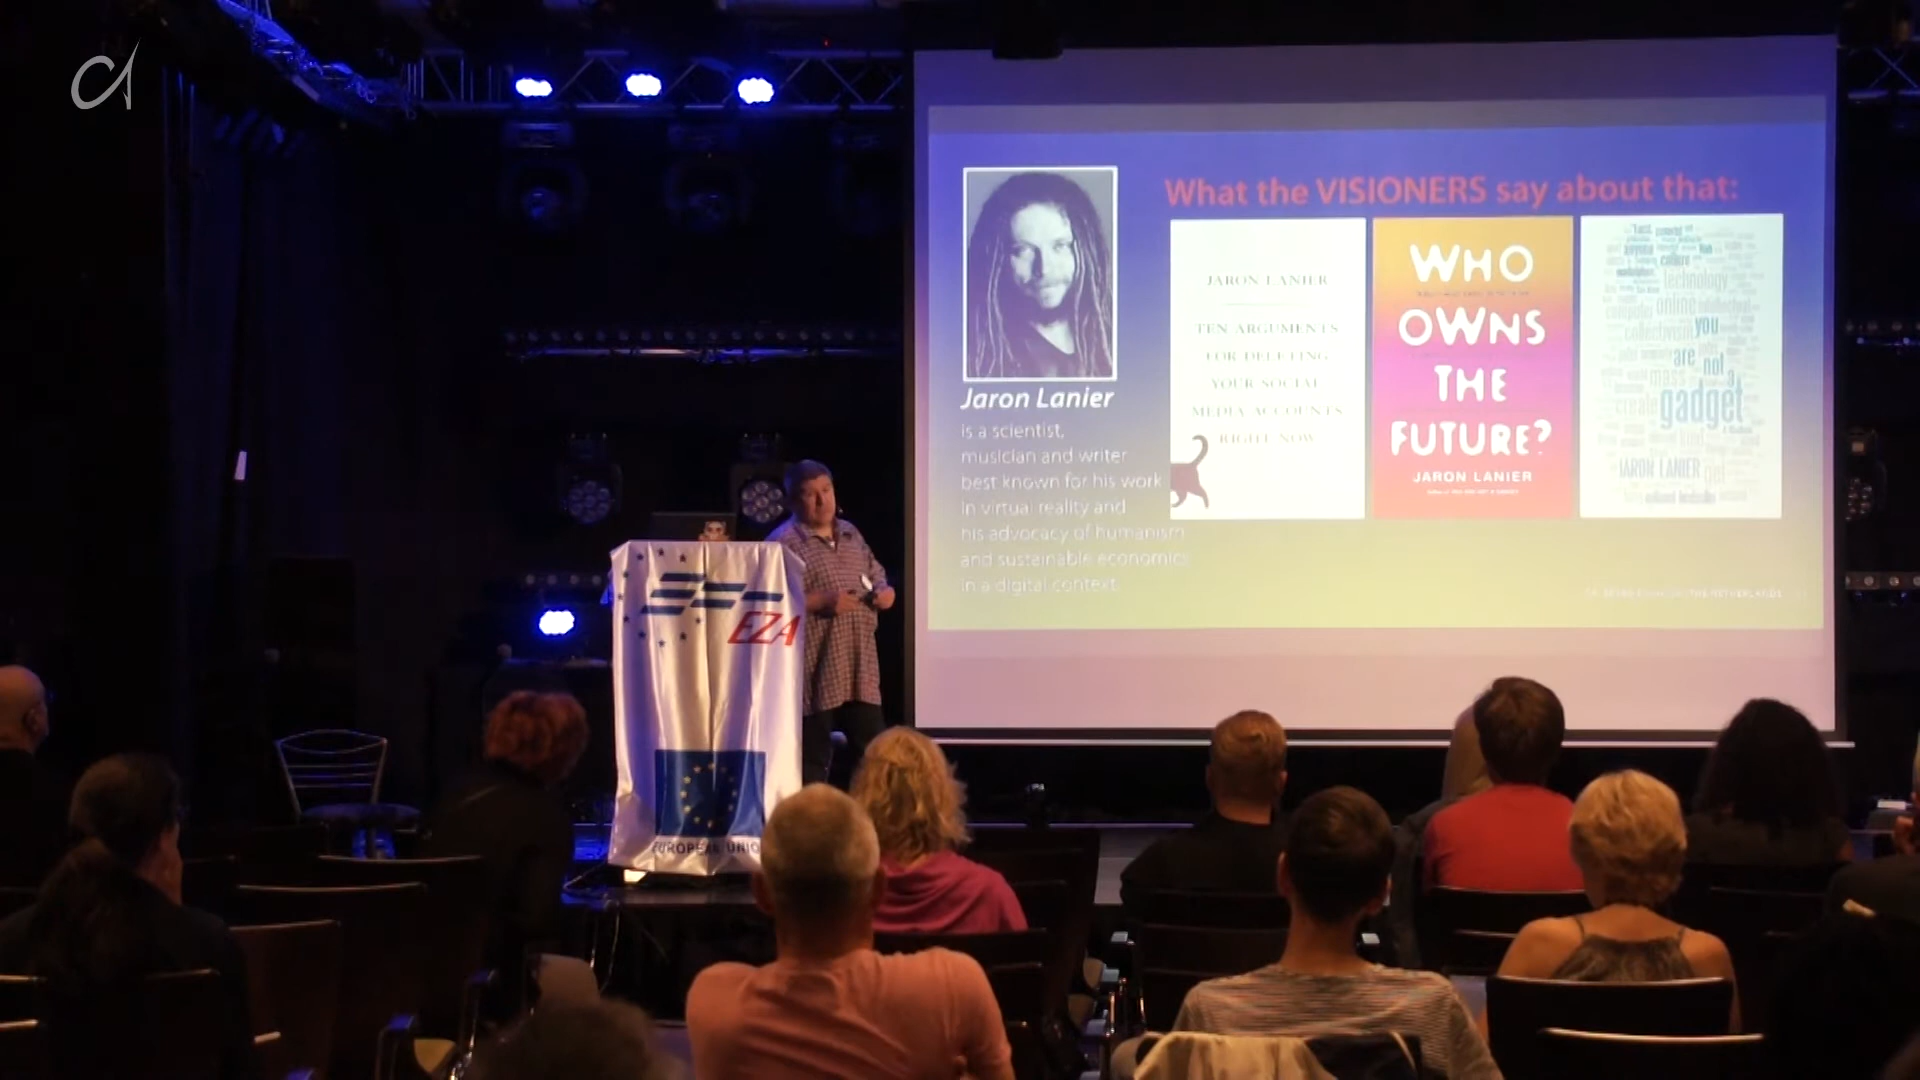 What the VISIONERS say about that:
Jaron Lanier
is a scientist,
musician and writer
best known for his work
in virtual reality and
his advocacy of humanism
and sustainable economics
in a digital context.
JARON LANIER
TEN ARGUMENTS
FOR DELETING
YOUR SOCIAL
MEDIA ACCOUNTS
RIGHT NOW
WHO
OWNS
THE
FUTURE?
JARON LANIER
technology
online
you
are not
a
gadget
create
JARON LANIER
EZA
EUROPEAN UNIO